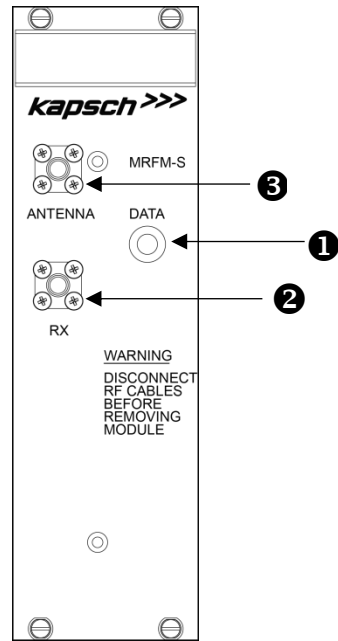 kapsch >>>
MRFM-S
❸
ANTENNA DATA
❶
❷
RX
WARNING
DISCONNECT
RF CABLES
BEFORE
REMOVING
MODULE